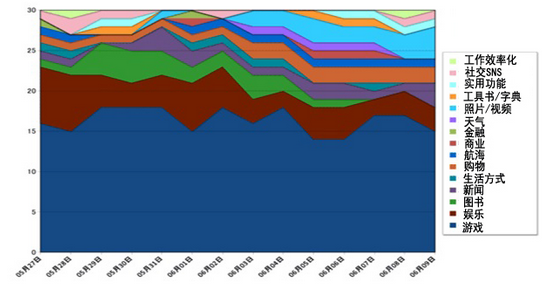 30
25
20
15
10
5
0
05月27日
05月28日
05月29日
05月30日
05月31日
06月01日
06月02日
06月03日
06月04日
06月05日
06月06日
06月07日
06月08日
06月09日
工作效率化
社交SNS
实用功能
工具书/字典
照片/视频
天气
金融
商业
航海
购物
生活方式
新闻
图书
娱乐
游戏